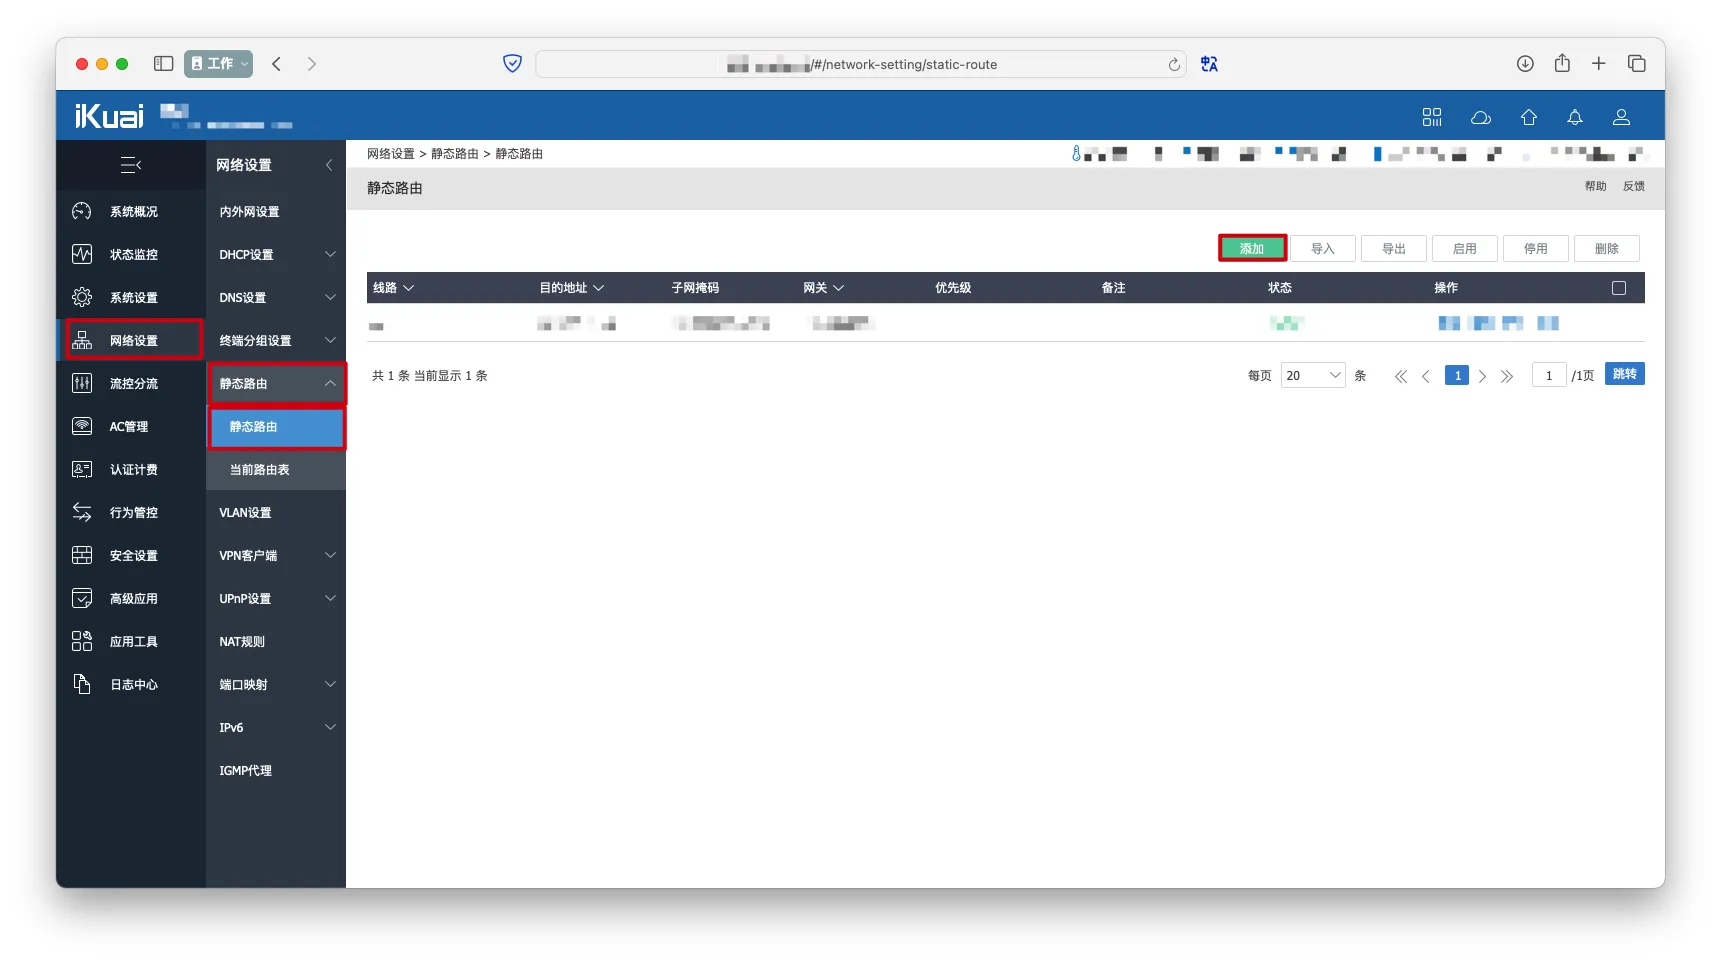 工作
/#/network-setting/static-route
iKuai
网络设置
网络设置 > 静态路由 > 静态路由
静态路由
帮助 反馈
系统概况
状态监控
系统设置
网络设置
流控分流
AC管理
认证计费
行为管控
安全设置
高级应用
应用工具
日志中心
内外网设置
DHCP设置
DNS设置
终端分组设置
静态路由
静态路由
当前路由表
VLAN设置
VPN客户端
UPnP设置
NAT规则
端口映射
IPv6
IGMP代理
添加 导入 导出 启用 停用 删除
线路 目的地址 子网掩码 网关 优先级 备注 状态 操作
共 1 条 当前显示 1 条
每页 20 条 1 1 /1页 跳转